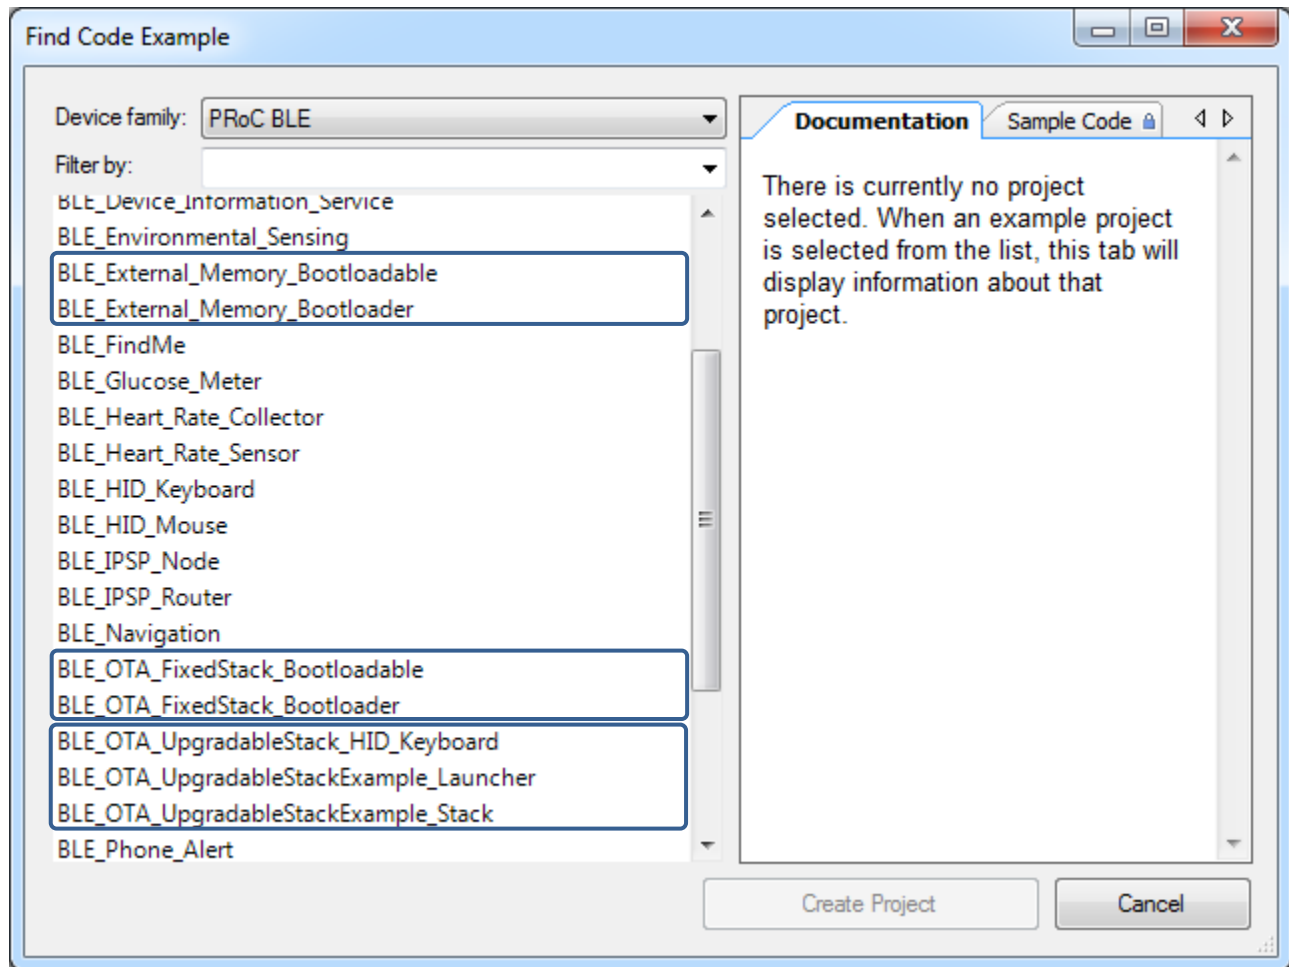 Find Code Example
Device family: PRoC BLE
Filter by:
BLE_Device_Information_Service
BLE_Environmental_Sensing
BLE_External_Memory_Bootloadable
BLE_External_Memory_Bootloader
BLE_FindMe
BLE_Glucose_Meter
BLE_Heart_Rate_Collector
BLE_Heart_Rate_Sensor
BLE_HID_Keyboard
BLE_HID_Mouse
BLE_IPSP_Node
BLE_IPSP_Router
BLE_Navigation
BLE_OTA_FixedStack_Bootloadable
BLE_OTA_FixedStack_Bootloader
BLE_OTA_UpgradableStack_HID_Keyboard
BLE_OTA_UpgradableStackExample_Launcher
BLE_OTA_UpgradableStackExample_Stack
BLE_Phone_Alert
Documentation Sample Code
There is currently no project
selected. When an example project
is selected from the list, this tab will
display information about that
project.
Create Project Cancel